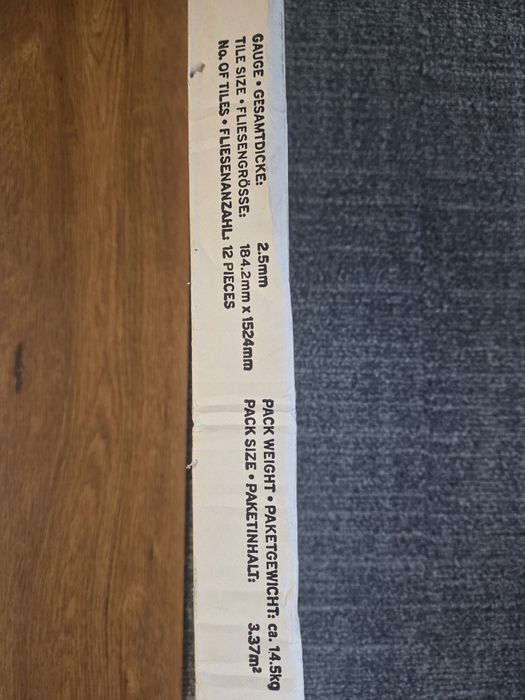 GAUGE • GESAMTDICKE: 2.5mm
TILE SIZE • FLIESENGRÖSSE: 184.2mm x 1524mm
No. OF TILES • FLIESENANZAHL: 12 PIECES
PACK WEIGHT • PAKETGEWICHT: ca. 14.5kg
PACK SIZE • PAKETINHALT: 3.37m²